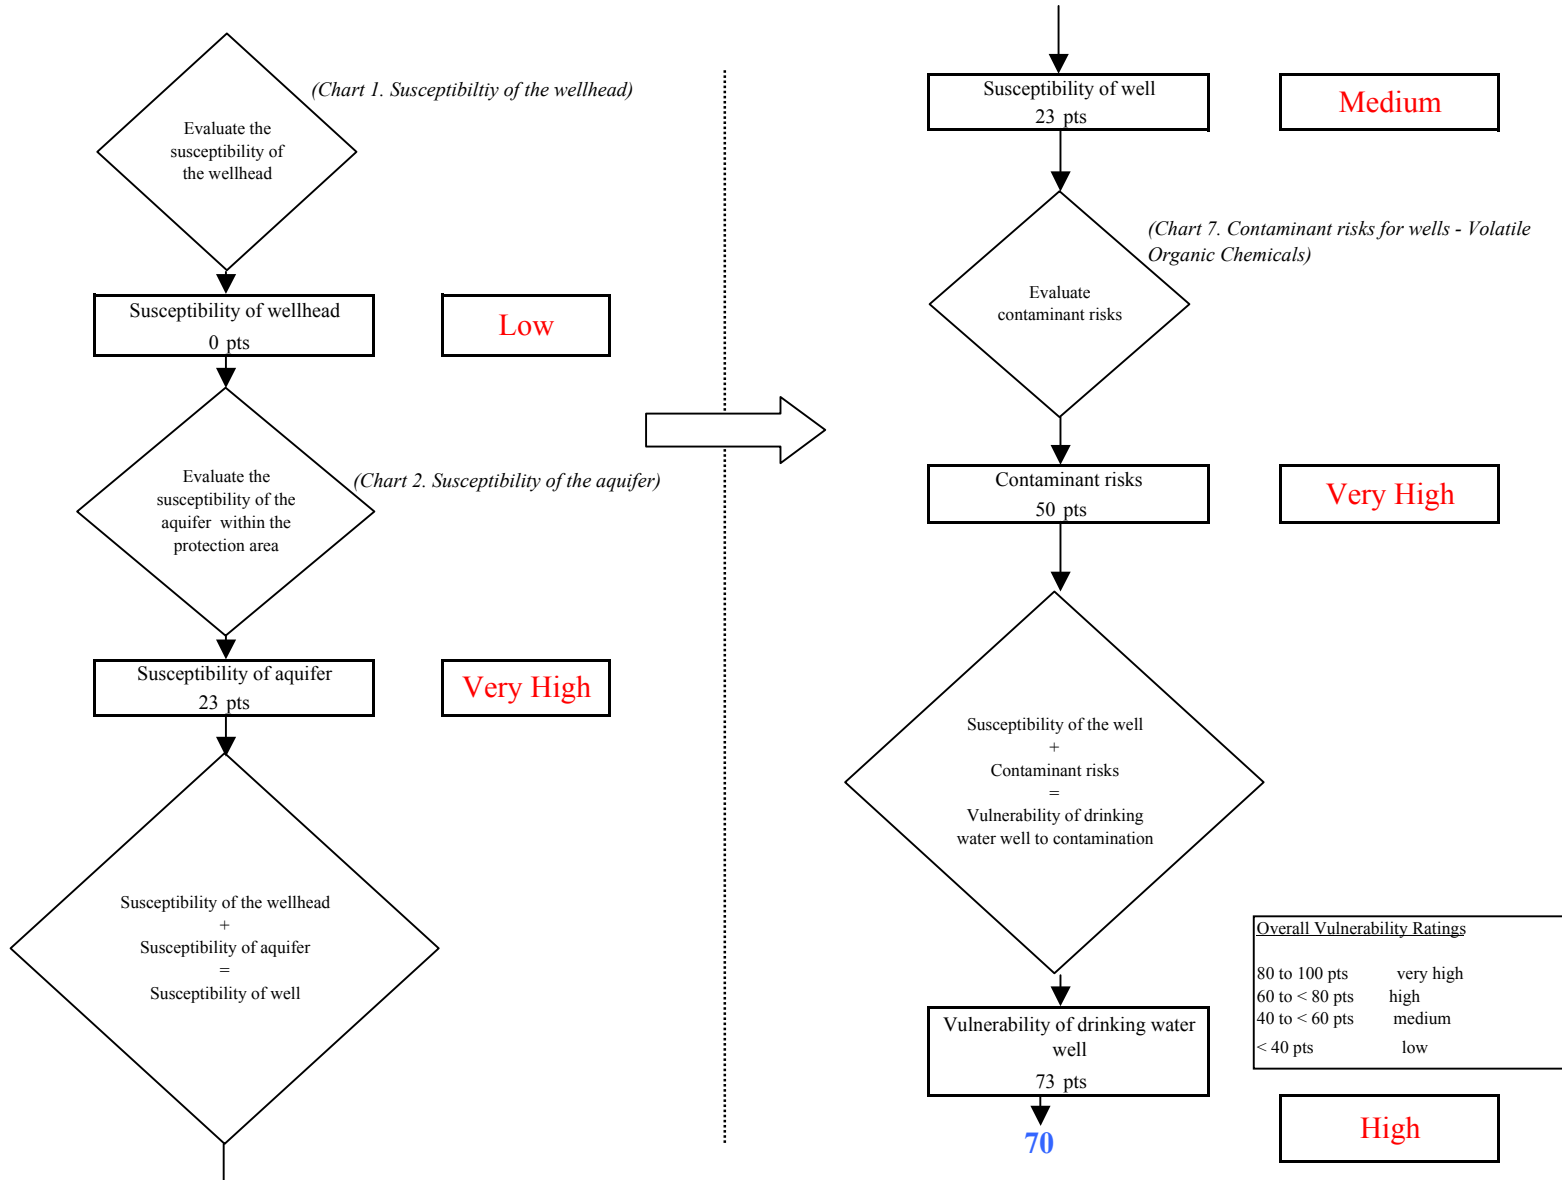 (Chart 1. Susceptibiltiy of the wellhead)
Evaluate the
susceptibility of
the wellhead
Susceptibility of wellhead
0 pts
Low
Evaluate the
susceptibility of the
aquifer within the
protection area
(Chart 2. Susceptibility of the aquifer)
Susceptibility of aquifer
23 pts
Very High
Susceptibility of the wellhead
+
Susceptibility of aquifer
=
Susceptibility of well
Susceptibility of well
23 pts
Medium
(Chart 7. Contaminant risks for wells - Volatile
Organic Chemicals)
Evaluate
contaminant risks
Contaminant risks
50 pts
Very High
Susceptibility of the well
+
Contaminant risks
=
Vulnerability of drinking
water well to contamination
Overall Vulnerability Ratings
80 to 100 pts very high
60 to < 80 pts high
40 to < 60 pts medium
< 40 pts low
Vulnerability of drinking water
well
73 pts
70
High